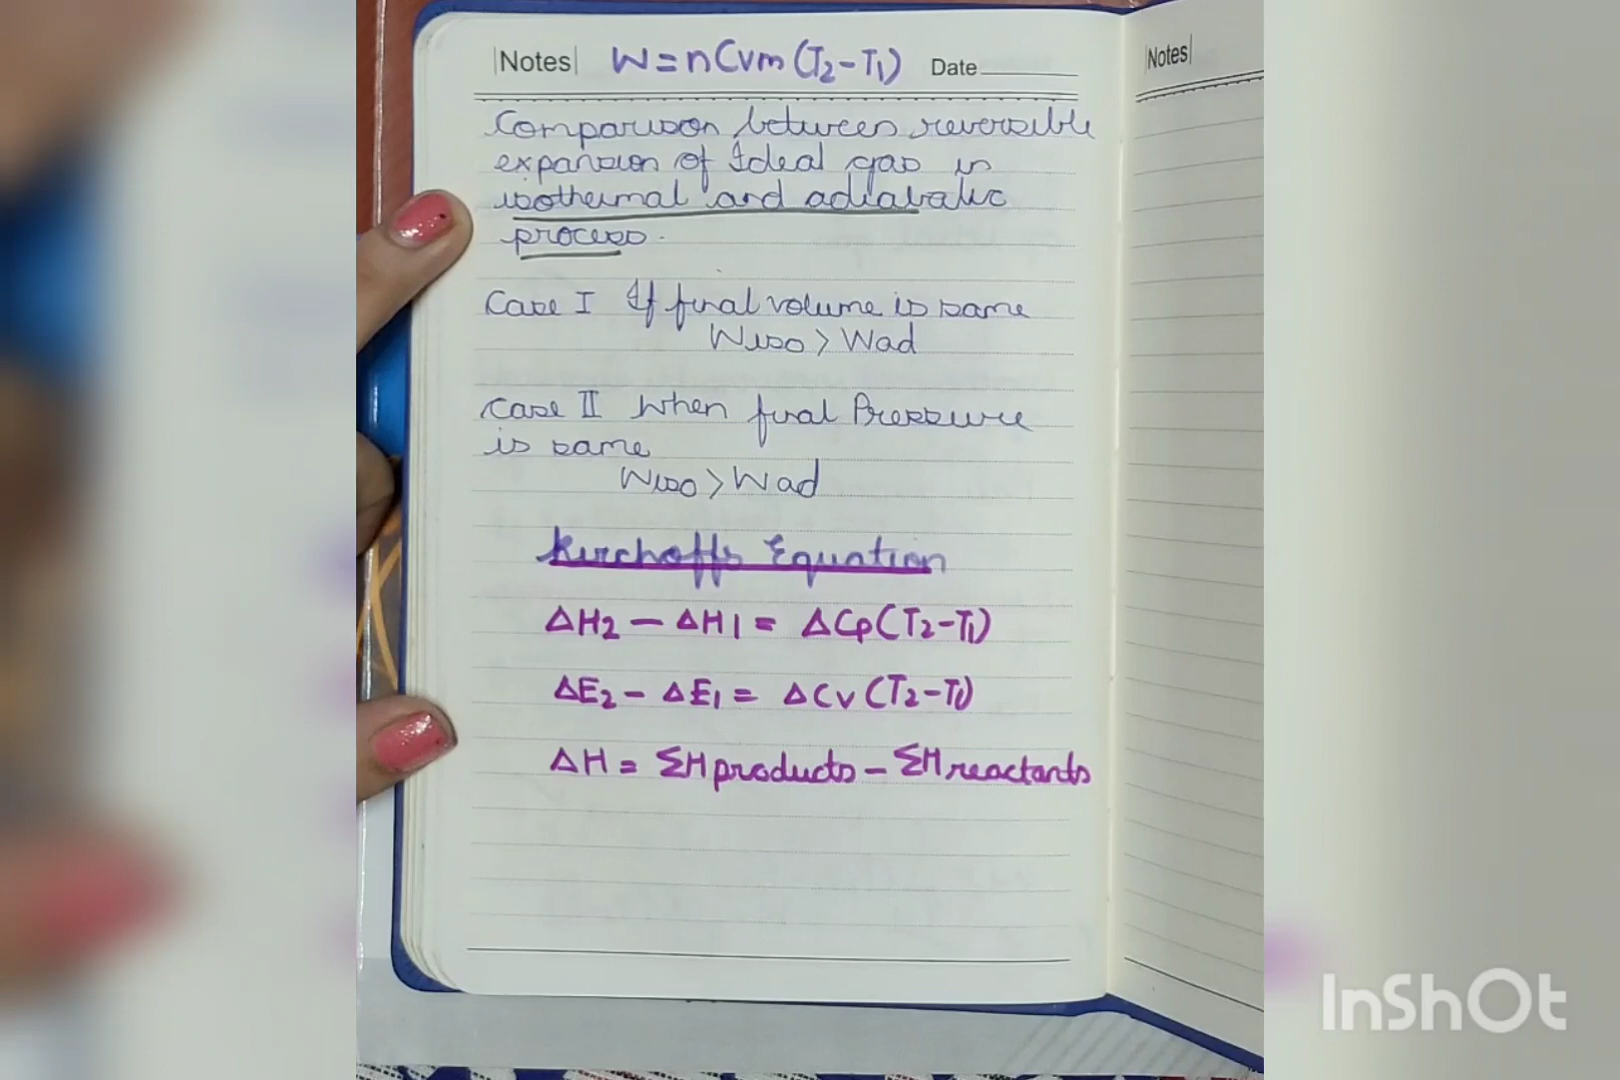 Notes W=nCvm(T2-T1) Date
Notes
Comparison between reversible
expansion of Ideal gas in
isothermal and adiabatic
process.
Case I If final volume is same
Wiso > Wad
Case II When final Pressure
is same
Wiso > Wad
Kirchoffs Equation
ΔH2 - ΔH1 = ΔCp(T2-T1)
ΔE2 - ΔE1 = ΔCv(T2-T1)
ΔH = ΣH products - ΣH reactants
InShOt